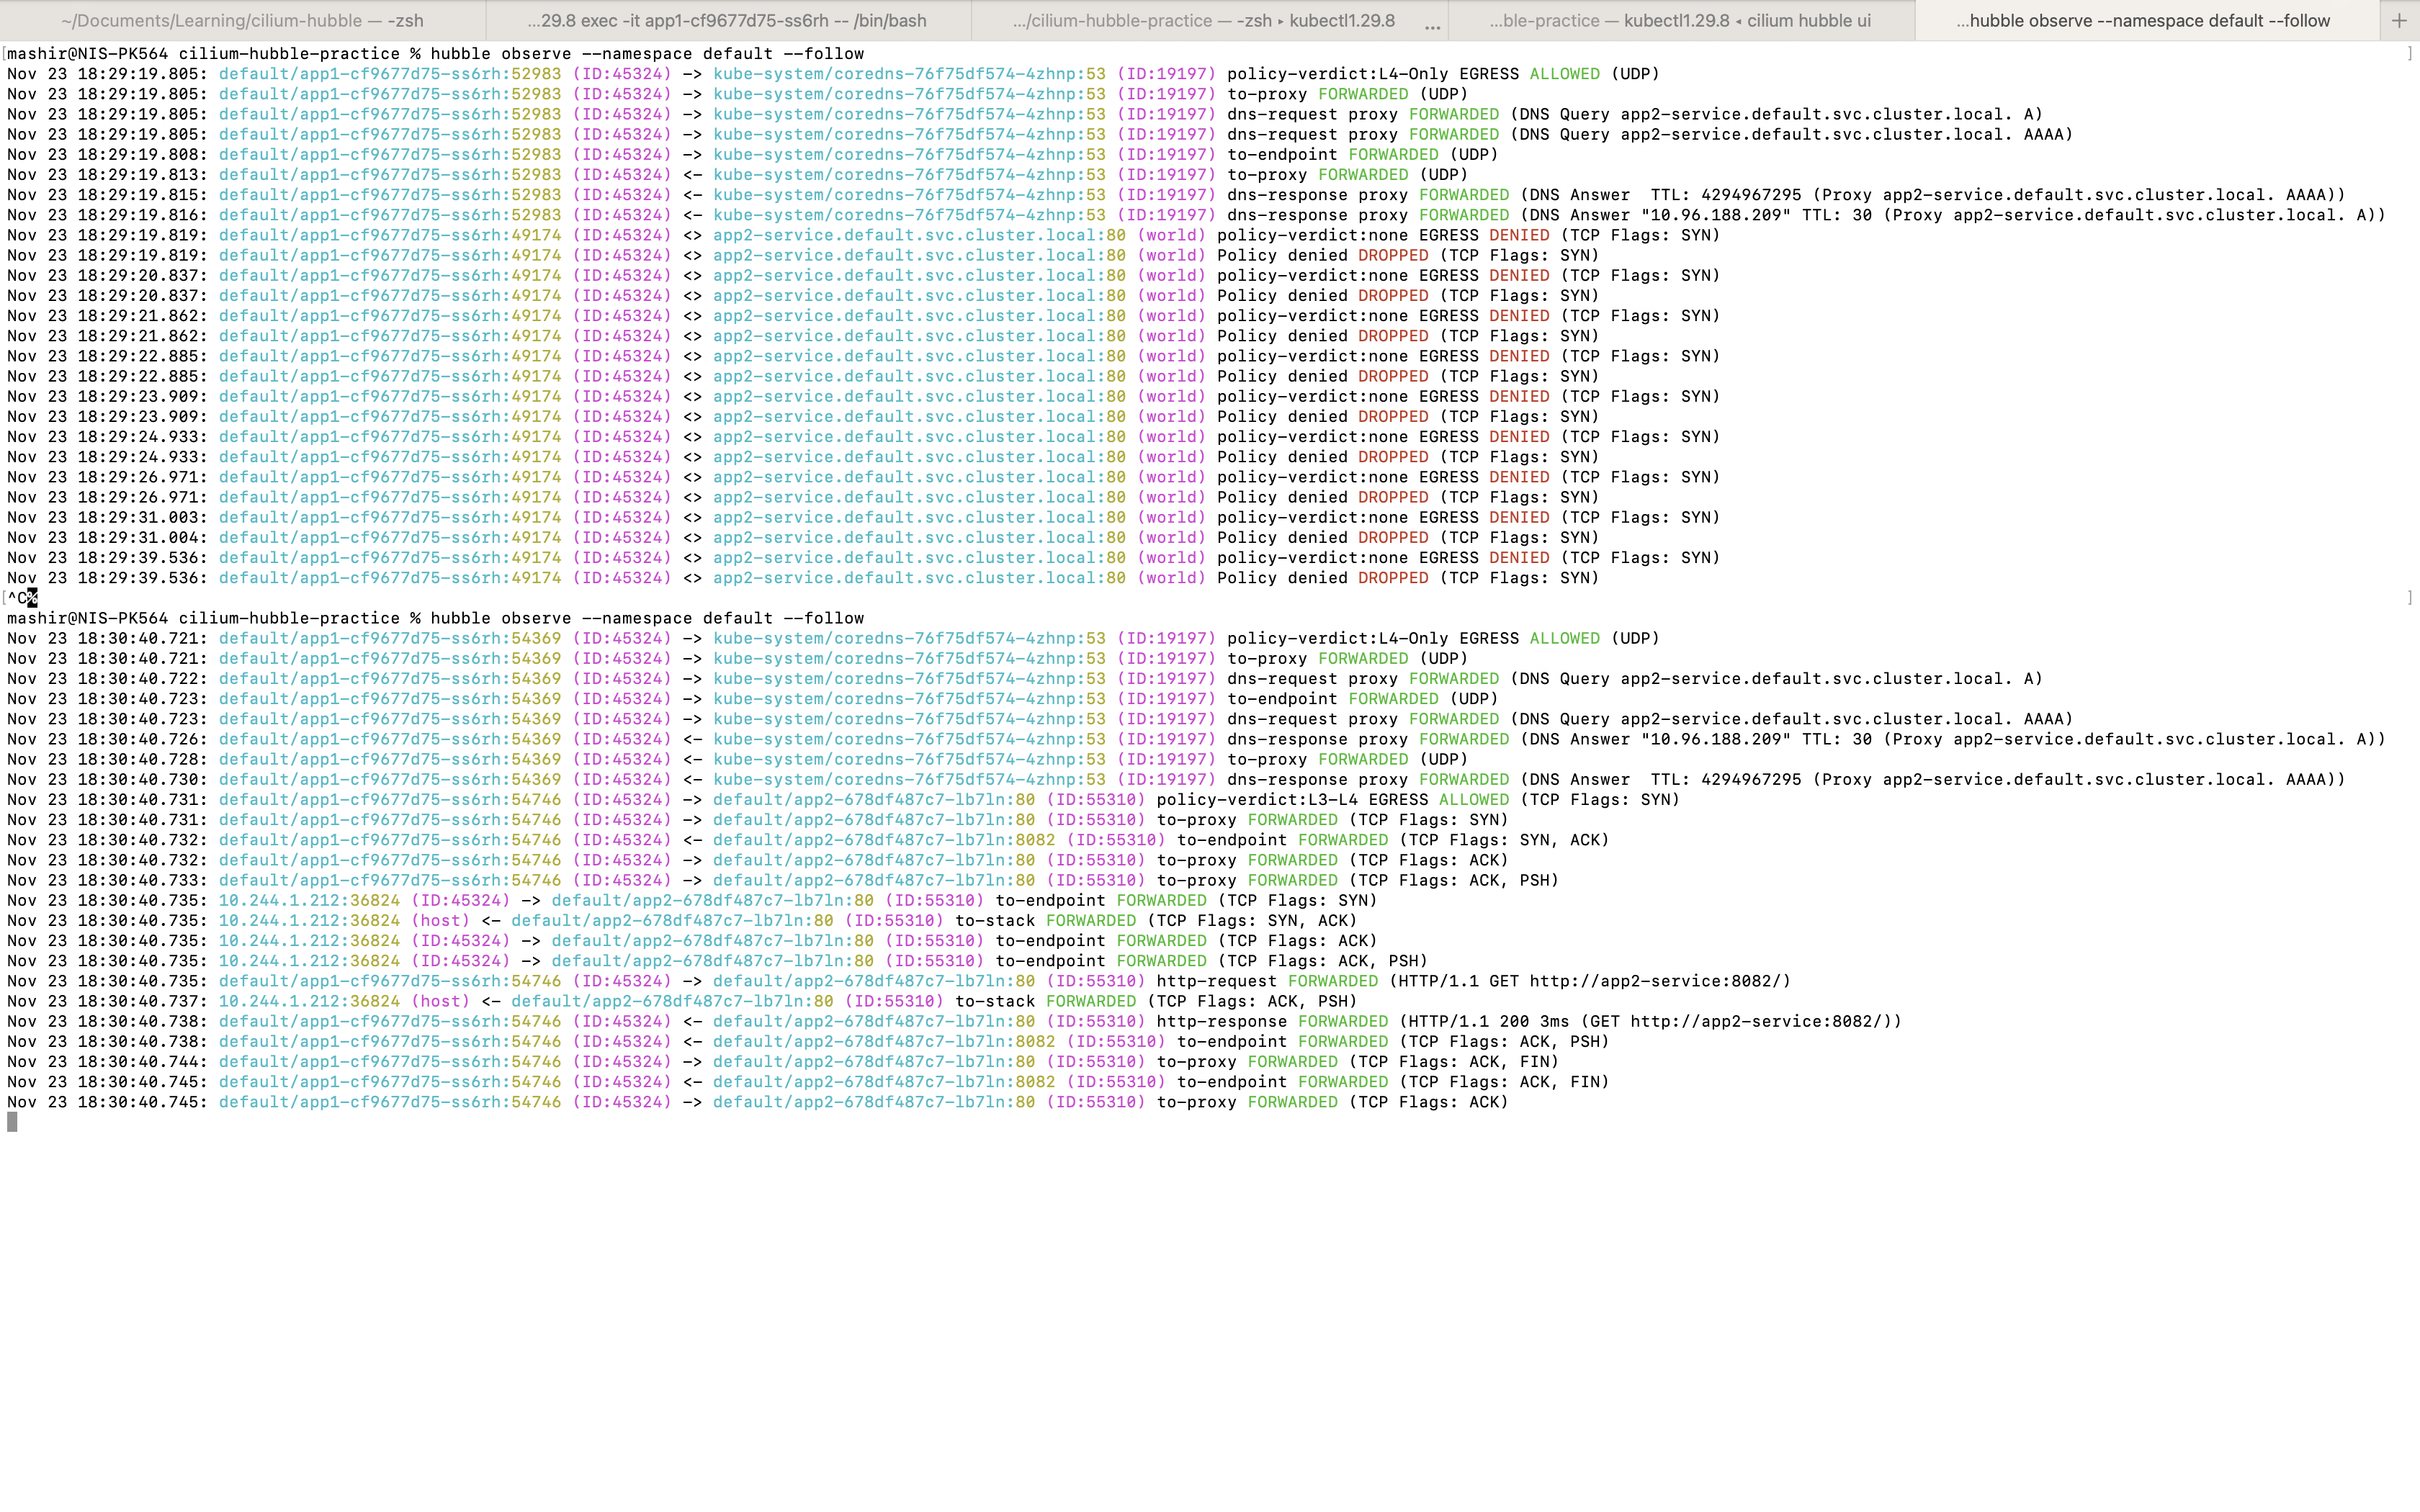 ~/Documents/Learning/cilium-hubble — -zsh
...29.8 exec -it app1-cf9677d75-ss6rh -- /bin/bash
.../cilium-hubble-practice — -zsh ▸ kubectl1.29.8 ...
...ble-practice — kubectl1.29.8 ◂ cilium hubble ui
...hubble observe --namespace default --follow
+
[mashir@NIS-PK564 cilium-hubble-practice % hubble observe --namespace default --follow ]
Nov 23 18:29:19.805: default/app1-cf9677d75-ss6rh:52983 (ID:45324) -> kube-system/coredns-76f75df574-4zhnp:53 (ID:19197) policy-verdict:L4-Only EGRESS ALLOWED (UDP)
Nov 23 18:29:19.805: default/app1-cf9677d75-ss6rh:52983 (ID:45324) -> kube-system/coredns-76f75df574-4zhnp:53 (ID:19197) to-proxy FORWARDED (UDP)
Nov 23 18:29:19.805: default/app1-cf9677d75-ss6rh:52983 (ID:45324) -> kube-system/coredns-76f75df574-4zhnp:53 (ID:19197) dns-request proxy FORWARDED (DNS Query app2-service.default.svc.cluster.local. A)
Nov 23 18:29:19.805: default/app1-cf9677d75-ss6rh:52983 (ID:45324) -> kube-system/coredns-76f75df574-4zhnp:53 (ID:19197) dns-request proxy FORWARDED (DNS Query app2-service.default.svc.cluster.local. AAAA)
Nov 23 18:29:19.808: default/app1-cf9677d75-ss6rh:52983 (ID:45324) -> kube-system/coredns-76f75df574-4zhnp:53 (ID:19197) to-endpoint FORWARDED (UDP)
Nov 23 18:29:19.813: default/app1-cf9677d75-ss6rh:52983 (ID:45324) <- kube-system/coredns-76f75df574-4zhnp:53 (ID:19197) to-proxy FORWARDED (UDP)
Nov 23 18:29:19.815: default/app1-cf9677d75-ss6rh:52983 (ID:45324) <- kube-system/coredns-76f75df574-4zhnp:53 (ID:19197) dns-response proxy FORWARDED (DNS Answer  TTL: 4294967295 (Proxy app2-service.default.svc.cluster.local. AAAA))
Nov 23 18:29:19.816: default/app1-cf9677d75-ss6rh:52983 (ID:45324) <- kube-system/coredns-76f75df574-4zhnp:53 (ID:19197) dns-response proxy FORWARDED (DNS Answer "10.96.188.209" TTL: 30 (Proxy app2-service.default.svc.cluster.local. A))
Nov 23 18:29:19.819: default/app1-cf9677d75-ss6rh:49174 (ID:45324) <> app2-service.default.svc.cluster.local:80 (world) policy-verdict:none EGRESS DENIED (TCP Flags: SYN)
Nov 23 18:29:19.819: default/app1-cf9677d75-ss6rh:49174 (ID:45324) <> app2-service.default.svc.cluster.local:80 (world) Policy denied DROPPED (TCP Flags: SYN)
Nov 23 18:29:20.837: default/app1-cf9677d75-ss6rh:49174 (ID:45324) <> app2-service.default.svc.cluster.local:80 (world) policy-verdict:none EGRESS DENIED (TCP Flags: SYN)
Nov 23 18:29:20.837: default/app1-cf9677d75-ss6rh:49174 (ID:45324) <> app2-service.default.svc.cluster.local:80 (world) Policy denied DROPPED (TCP Flags: SYN)
Nov 23 18:29:21.862: default/app1-cf9677d75-ss6rh:49174 (ID:45324) <> app2-service.default.svc.cluster.local:80 (world) policy-verdict:none EGRESS DENIED (TCP Flags: SYN)
Nov 23 18:29:21.862: default/app1-cf9677d75-ss6rh:49174 (ID:45324) <> app2-service.default.svc.cluster.local:80 (world) Policy denied DROPPED (TCP Flags: SYN)
Nov 23 18:29:22.885: default/app1-cf9677d75-ss6rh:49174 (ID:45324) <> app2-service.default.svc.cluster.local:80 (world) policy-verdict:none EGRESS DENIED (TCP Flags: SYN)
Nov 23 18:29:22.885: default/app1-cf9677d75-ss6rh:49174 (ID:45324) <> app2-service.default.svc.cluster.local:80 (world) Policy denied DROPPED (TCP Flags: SYN)
Nov 23 18:29:23.909: default/app1-cf9677d75-ss6rh:49174 (ID:45324) <> app2-service.default.svc.cluster.local:80 (world) policy-verdict:none EGRESS DENIED (TCP Flags: SYN)
Nov 23 18:29:23.909: default/app1-cf9677d75-ss6rh:49174 (ID:45324) <> app2-service.default.svc.cluster.local:80 (world) Policy denied DROPPED (TCP Flags: SYN)
Nov 23 18:29:24.933: default/app1-cf9677d75-ss6rh:49174 (ID:45324) <> app2-service.default.svc.cluster.local:80 (world) policy-verdict:none EGRESS DENIED (TCP Flags: SYN)
Nov 23 18:29:24.933: default/app1-cf9677d75-ss6rh:49174 (ID:45324) <> app2-service.default.svc.cluster.local:80 (world) Policy denied DROPPED (TCP Flags: SYN)
Nov 23 18:29:26.971: default/app1-cf9677d75-ss6rh:49174 (ID:45324) <> app2-service.default.svc.cluster.local:80 (world) policy-verdict:none EGRESS DENIED (TCP Flags: SYN)
Nov 23 18:29:26.971: default/app1-cf9677d75-ss6rh:49174 (ID:45324) <> app2-service.default.svc.cluster.local:80 (world) Policy denied DROPPED (TCP Flags: SYN)
Nov 23 18:29:31.003: default/app1-cf9677d75-ss6rh:49174 (ID:45324) <> app2-service.default.svc.cluster.local:80 (world) policy-verdict:none EGRESS DENIED (TCP Flags: SYN)
Nov 23 18:29:31.004: default/app1-cf9677d75-ss6rh:49174 (ID:45324) <> app2-service.default.svc.cluster.local:80 (world) Policy denied DROPPED (TCP Flags: SYN)
Nov 23 18:29:39.536: default/app1-cf9677d75-ss6rh:49174 (ID:45324) <> app2-service.default.svc.cluster.local:80 (world) policy-verdict:none EGRESS DENIED (TCP Flags: SYN)
Nov 23 18:29:39.536: default/app1-cf9677d75-ss6rh:49174 (ID:45324) <> app2-service.default.svc.cluster.local:80 (world) Policy denied DROPPED (TCP Flags: SYN)
[^C% ]
mashir@NIS-PK564 cilium-hubble-practice % hubble observe --namespace default --follow
Nov 23 18:30:40.721: default/app1-cf9677d75-ss6rh:54369 (ID:45324) -> kube-system/coredns-76f75df574-4zhnp:53 (ID:19197) policy-verdict:L4-Only EGRESS ALLOWED (UDP)
Nov 23 18:30:40.721: default/app1-cf9677d75-ss6rh:54369 (ID:45324) -> kube-system/coredns-76f75df574-4zhnp:53 (ID:19197) to-proxy FORWARDED (UDP)
Nov 23 18:30:40.722: default/app1-cf9677d75-ss6rh:54369 (ID:45324) -> kube-system/coredns-76f75df574-4zhnp:53 (ID:19197) dns-request proxy FORWARDED (DNS Query app2-service.default.svc.cluster.local. A)
Nov 23 18:30:40.723: default/app1-cf9677d75-ss6rh:54369 (ID:45324) -> kube-system/coredns-76f75df574-4zhnp:53 (ID:19197) to-endpoint FORWARDED (UDP)
Nov 23 18:30:40.723: default/app1-cf9677d75-ss6rh:54369 (ID:45324) -> kube-system/coredns-76f75df574-4zhnp:53 (ID:19197) dns-request proxy FORWARDED (DNS Query app2-service.default.svc.cluster.local. AAAA)
Nov 23 18:30:40.726: default/app1-cf9677d75-ss6rh:54369 (ID:45324) <- kube-system/coredns-76f75df574-4zhnp:53 (ID:19197) dns-response proxy FORWARDED (DNS Answer "10.96.188.209" TTL: 30 (Proxy app2-service.default.svc.cluster.local. A))
Nov 23 18:30:40.728: default/app1-cf9677d75-ss6rh:54369 (ID:45324) <- kube-system/coredns-76f75df574-4zhnp:53 (ID:19197) to-proxy FORWARDED (UDP)
Nov 23 18:30:40.730: default/app1-cf9677d75-ss6rh:54369 (ID:45324) <- kube-system/coredns-76f75df574-4zhnp:53 (ID:19197) dns-response proxy FORWARDED (DNS Answer  TTL: 4294967295 (Proxy app2-service.default.svc.cluster.local. AAAA))
Nov 23 18:30:40.731: default/app1-cf9677d75-ss6rh:54746 (ID:45324) -> default/app2-678df487c7-lb7ln:80 (ID:55310) policy-verdict:L3-L4 EGRESS ALLOWED (TCP Flags: SYN)
Nov 23 18:30:40.731: default/app1-cf9677d75-ss6rh:54746 (ID:45324) -> default/app2-678df487c7-lb7ln:80 (ID:55310) to-proxy FORWARDED (TCP Flags: SYN)
Nov 23 18:30:40.732: default/app1-cf9677d75-ss6rh:54746 (ID:45324) <- default/app2-678df487c7-lb7ln:8082 (ID:55310) to-endpoint FORWARDED (TCP Flags: SYN, ACK)
Nov 23 18:30:40.732: default/app1-cf9677d75-ss6rh:54746 (ID:45324) -> default/app2-678df487c7-lb7ln:80 (ID:55310) to-proxy FORWARDED (TCP Flags: ACK)
Nov 23 18:30:40.733: default/app1-cf9677d75-ss6rh:54746 (ID:45324) -> default/app2-678df487c7-lb7ln:80 (ID:55310) to-proxy FORWARDED (TCP Flags: ACK, PSH)
Nov 23 18:30:40.735: 10.244.1.212:36824 (ID:45324) -> default/app2-678df487c7-lb7ln:80 (ID:55310) to-endpoint FORWARDED (TCP Flags: SYN)
Nov 23 18:30:40.735: 10.244.1.212:36824 (host) <- default/app2-678df487c7-lb7ln:80 (ID:55310) to-stack FORWARDED (TCP Flags: SYN, ACK)
Nov 23 18:30:40.735: 10.244.1.212:36824 (ID:45324) -> default/app2-678df487c7-lb7ln:80 (ID:55310) to-endpoint FORWARDED (TCP Flags: ACK)
Nov 23 18:30:40.735: 10.244.1.212:36824 (ID:45324) -> default/app2-678df487c7-lb7ln:80 (ID:55310) to-endpoint FORWARDED (TCP Flags: ACK, PSH)
Nov 23 18:30:40.735: default/app1-cf9677d75-ss6rh:54746 (ID:45324) -> default/app2-678df487c7-lb7ln:80 (ID:55310) http-request FORWARDED (HTTP/1.1 GET http://app2-service:8082/)
Nov 23 18:30:40.737: 10.244.1.212:36824 (host) <- default/app2-678df487c7-lb7ln:80 (ID:55310) to-stack FORWARDED (TCP Flags: ACK, PSH)
Nov 23 18:30:40.738: default/app1-cf9677d75-ss6rh:54746 (ID:45324) <- default/app2-678df487c7-lb7ln:80 (ID:55310) http-response FORWARDED (HTTP/1.1 200 3ms (GET http://app2-service:8082/))
Nov 23 18:30:40.738: default/app1-cf9677d75-ss6rh:54746 (ID:45324) <- default/app2-678df487c7-lb7ln:8082 (ID:55310) to-endpoint FORWARDED (TCP Flags: ACK, PSH)
Nov 23 18:30:40.744: default/app1-cf9677d75-ss6rh:54746 (ID:45324) -> default/app2-678df487c7-lb7ln:80 (ID:55310) to-proxy FORWARDED (TCP Flags: ACK, FIN)
Nov 23 18:30:40.745: default/app1-cf9677d75-ss6rh:54746 (ID:45324) <- default/app2-678df487c7-lb7ln:8082 (ID:55310) to-endpoint FORWARDED (TCP Flags: ACK, FIN)
Nov 23 18:30:40.745: default/app1-cf9677d75-ss6rh:54746 (ID:45324) -> default/app2-678df487c7-lb7ln:80 (ID:55310) to-proxy FORWARDED (TCP Flags: ACK)